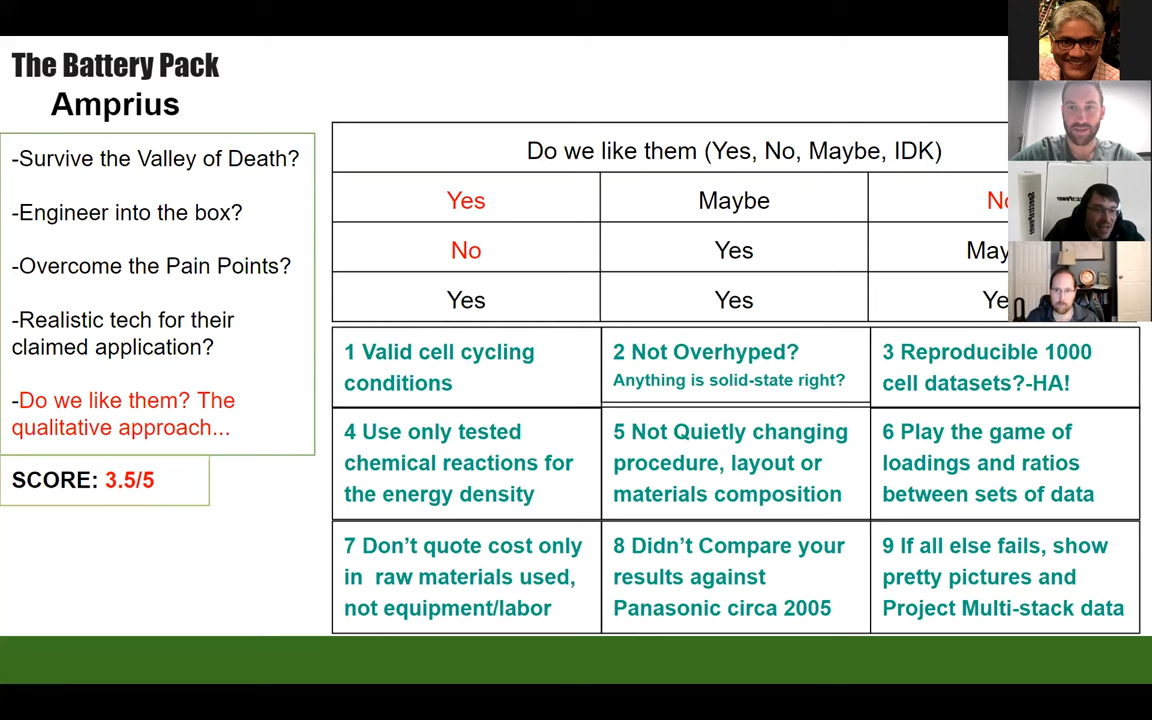 The Battery Pack
Amprius
-Survive the Valley of Death?
-Engineer into the box?
-Overcome the Pain Points?
-Realistic tech for their
claimed application?
-Do we like them? The
qualitative approach...
SCORE: 3.5/5
Do we like them (Yes, No, Maybe, IDK)
Yes
Maybe
No
No
Yes
May
Yes
Yes
Ye
1 Valid cell cycling
conditions
2 Not Overhyped?
Anything is solid-state right?
3 Reproducible 1000
cell datasets?-HA!
4 Use only tested
chemical reactions for
the energy density
5 Not Quietly changing
procedure, layout or
materials composition
6 Play the game of
loadings and ratios
between sets of data
7 Don’t quote cost only
in raw materials used,
not equipment/labor
8 Didn’t Compare your
results against
Panasonic circa 2005
9 If all else fails, show
pretty pictures and
Project Multi-stack data